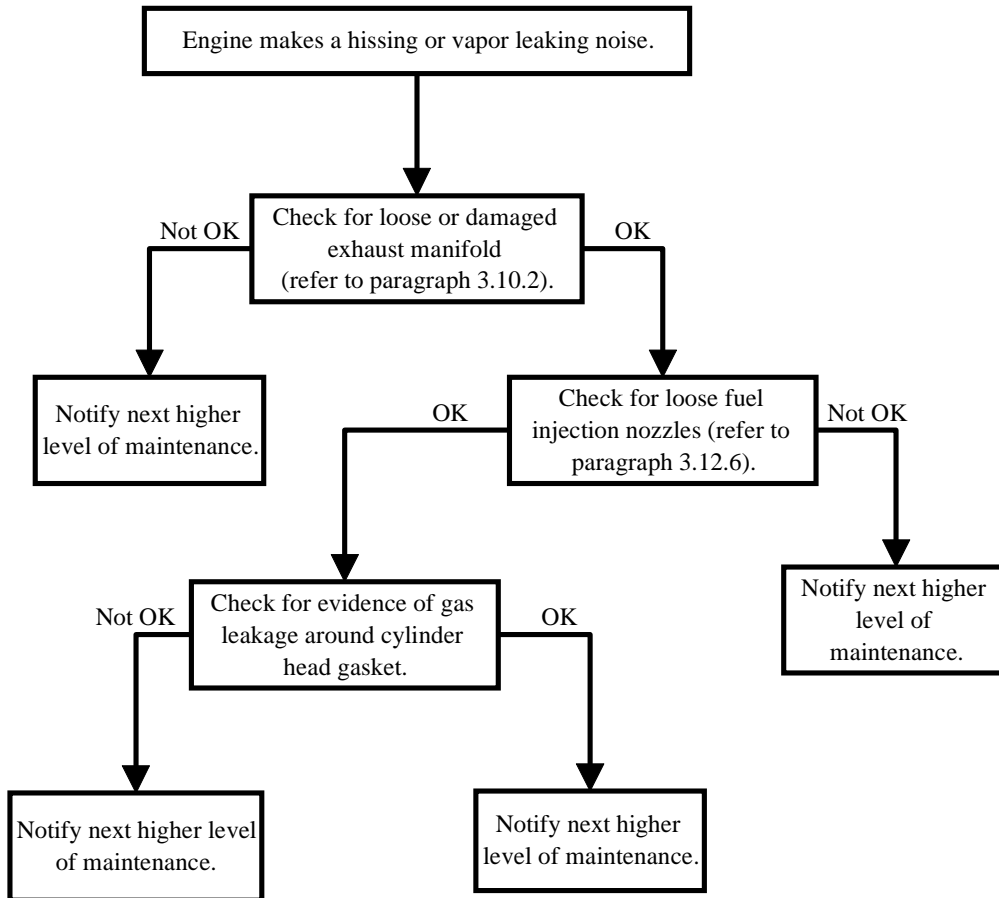 Engine makes a hissing or vapor leaking noise.
Not OK
Check for loose or damaged
exhaust manifold
(refer to paragraph 3.10.2).
OK
Notify next higher
level of maintenance.
OK
Check for loose fuel
injection nozzles (refer to
paragraph 3.12.6).
Not OK
Notify next higher
level of
maintenance.
Not OK
Check for evidence of gas
leakage around cylinder
head gasket.
OK
Notify next higher level
of maintenance.
Notify next higher
level of maintenance.